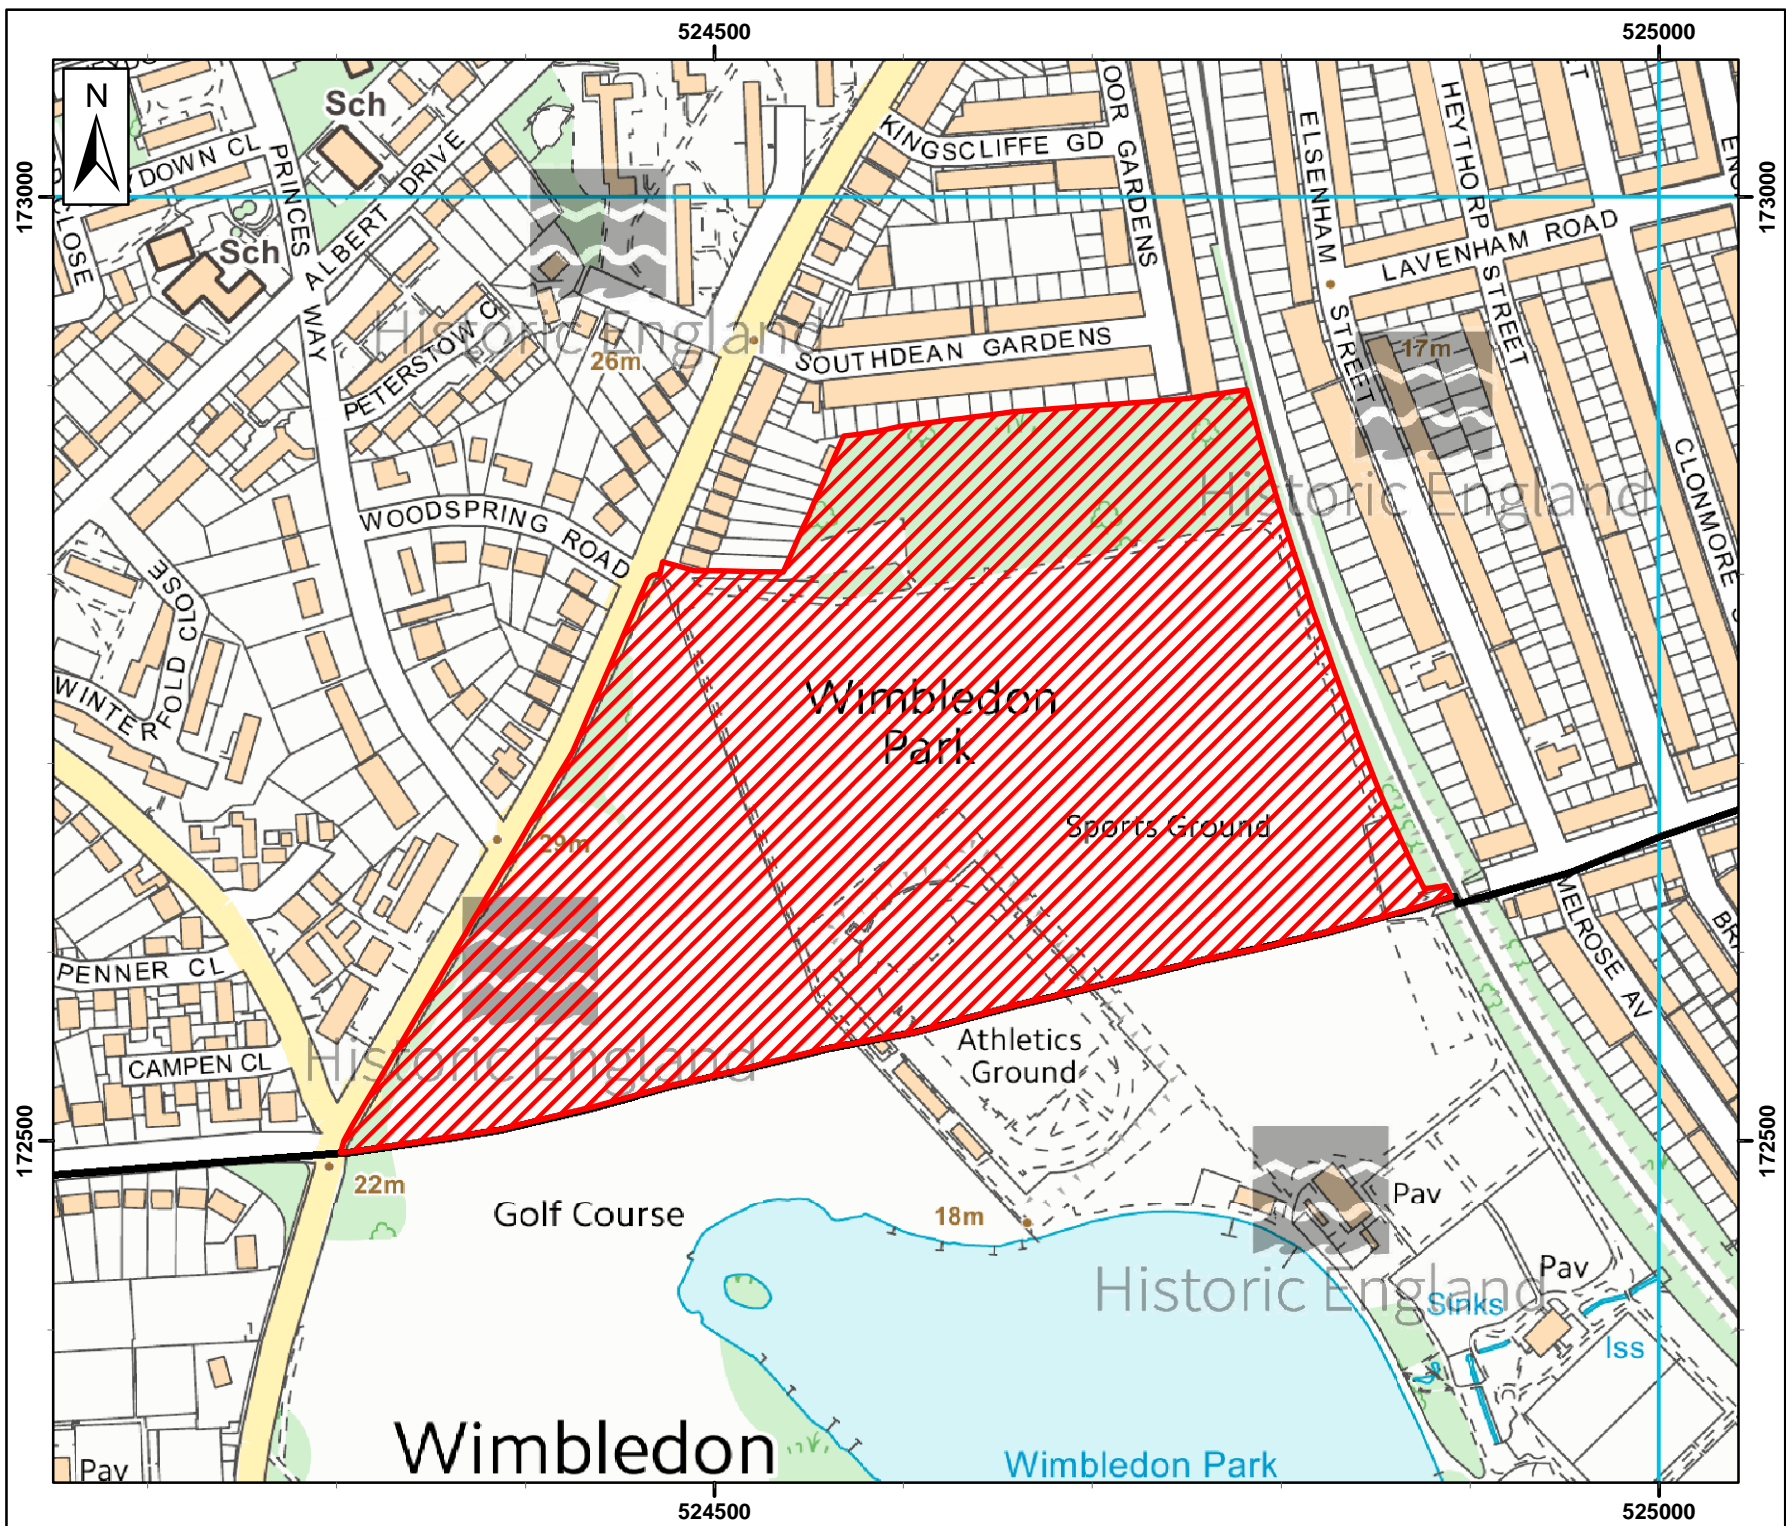 524500
525000
N
Sch
KINGSCLIFFE GD
OOR GARDENS
ELSENHAM STREET
HEYTHORP STREET
DOWN CL
PRINCES WAY
ALBERT DRIVE
173000
173000
LOSE
Sch
LAVENHAM ROAD
Historic England
PETERSTOW CL
26m
SOUTHDEAN GARDENS
17m
Historic England
CLONMORE
WOODSPRING ROAD
WINTERFOLD CLOSE
Wimbledon
Park
Sports Ground
29m
MELROSE AV
BRA
PENNER CL
Historic England
CAMPEN CL
Athletics
Ground
172500
172500
22m
Golf Course
18m
Pav
Pav
Historic England
Sinks
Iss
Wimbledon
Wimbledon Park
Pav
524500
525000